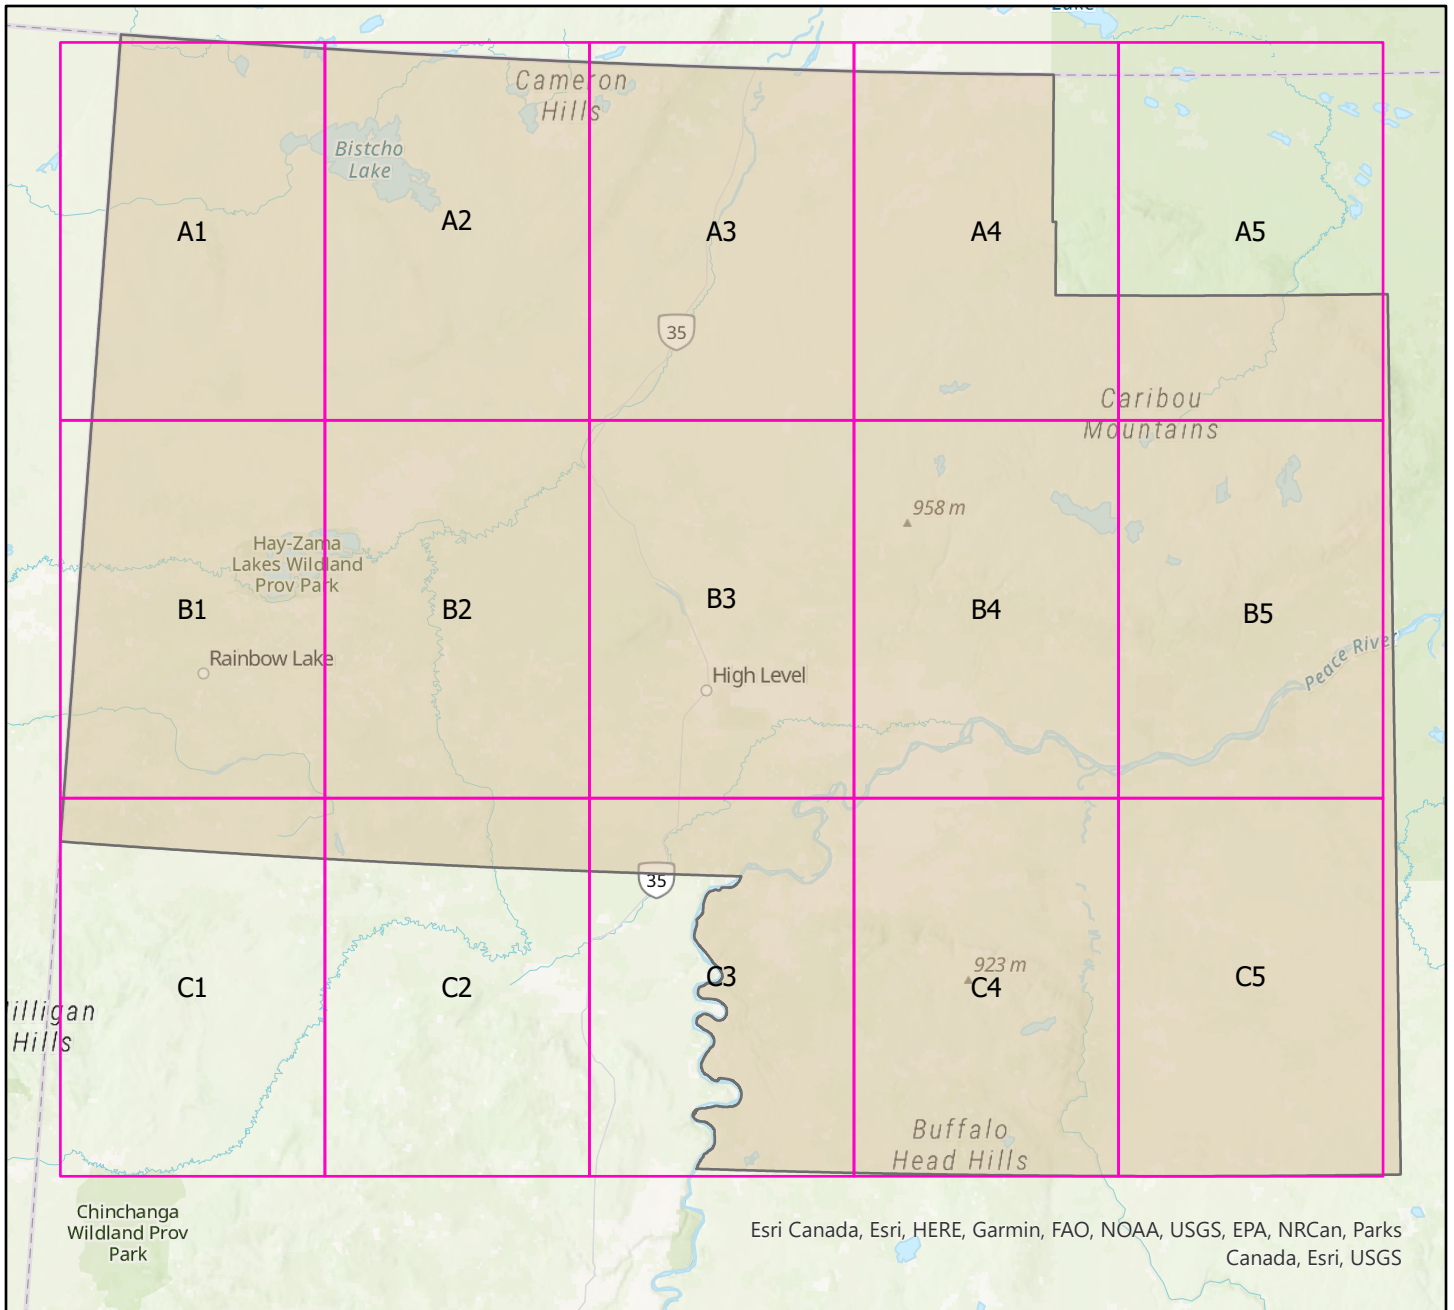 Lake
Cameron
Hills
Bistcho
Lake
A1
A2
A3
A4
A5
35
Caribou
Mountains
958 m
Hay-Zama
Lakes Wildland
Prov Park
B1
B2
B3
B4
B5
Rainbow Lake
High Level
Peace River
35
C1
C2
C3
923 m
C4
C5
Hills
Buffalo
Head Hills
Chinchanga
Wildland Prov
Park
Esri Canada, Esri, HERE, Garmin, FAO, NOAA, USGS, EPA, NRCan, Parks
Canada, Esri, USGS